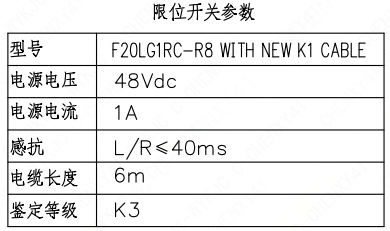 限位开关参数
型号 F20LG1RC-R8 WITH NEW K1 CABLE
电源电压 48Vdc
电源电流 1A
感抗 L/R≤40ms
电缆长度 6m
鉴定等级 K3